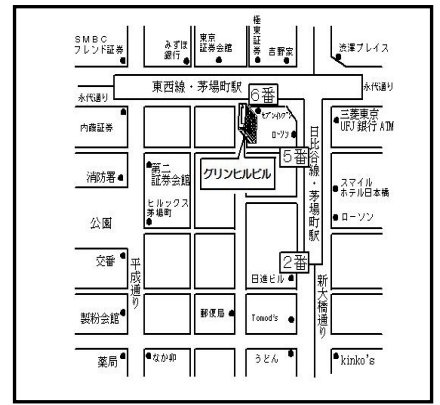 SMBC
フレンド証券
みずほ
銀行
東京
証券会館
極
東
証
券
吉野家
渋澤プレイス
東西線・茅場町駅
6番
永代通り
永代通り
内藤証券
セブンイレブン
ローソン
三菱東京
UFJ銀行ATM
5番
日比谷線・茅場町駅
消防署
第二
証券会館
グリンヒルビル
スマイル
ホテル日本橋
ヒルックス
茅場町
ローソン
公園
交番
平成通り
2番
日進ビル
新大橋通り
製粉会館
郵便局
Tomod's
薬局
なか卯
うどん
kinko's